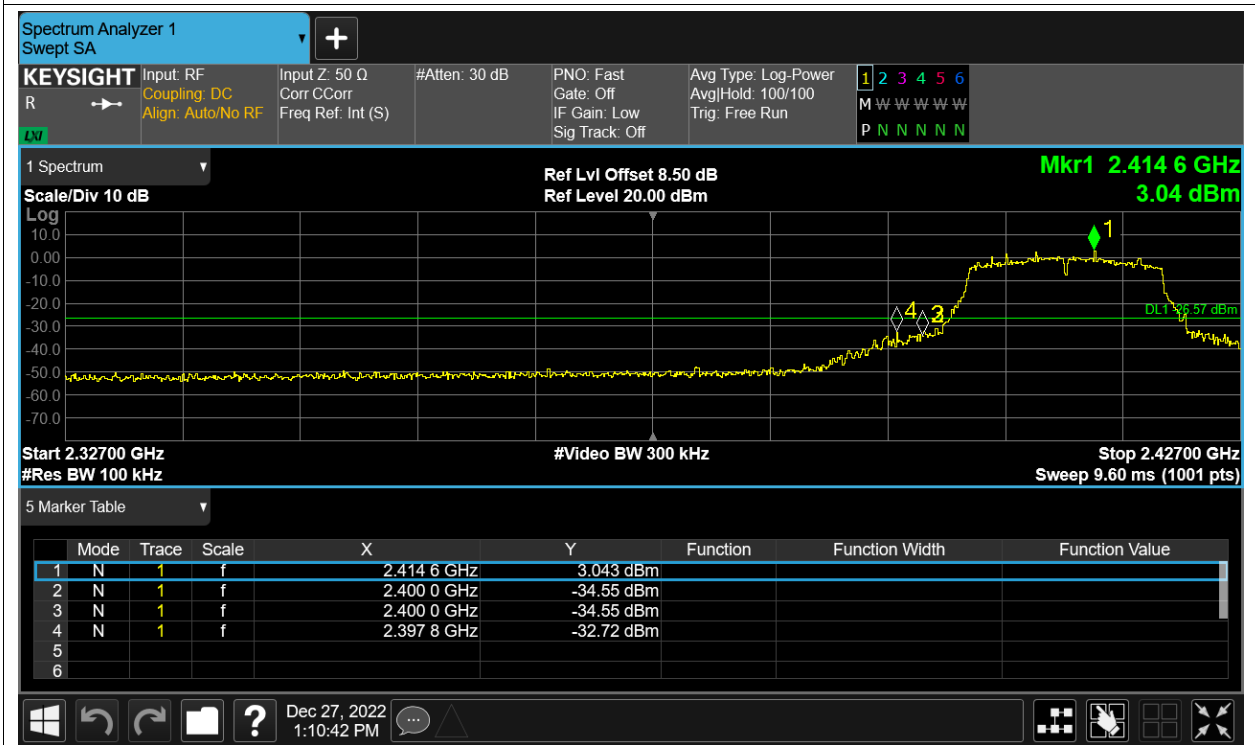 Spectrum Analyzer 1
Swept SA
+
KEYSIGHT Input: RF Input Z: 50 Ω #Atten: 30 dB PNO: Fast Avg Type: Log-Power 1 2 3 4 5 6
R Coupling: DC Corr CCorr Gate: Off Avg|Hold: 100/100 M W W W W W W
Align: Auto/No RF Freq Ref: Int (S) IF Gain: Low Trig: Free Run
LXI Sig Track: Off P N N N N N N
1 Spectrum
Ref Lvl Offset 8.50 dB Mkr1 2.414 6 GHz
Scale/Div 10 dB Ref Level 20.00 dBm 3.04 dBm
Log
10.0
1
0.00
-10.0
-20.0
4 3 DL1 -26.57 dBm
-30.0
-40.0
-50.0
-60.0
-70.0
Start 2.32700 GHz #Video BW 300 kHz Stop 2.42700 GHz
#Res BW 100 kHz Sweep 9.60 ms (1001 pts)
5 Marker Table
Mode Trace Scale X Y Function Function Width Function Value
1 N 1 f 2.414 6 GHz 3.043 dBm
2 N 1 f 2.400 0 GHz -34.55 dBm
3 N 1 f 2.400 0 GHz -34.55 dBm
4 N 1 f 2.397 8 GHz -32.72 dBm
5
6
? Dec 27, 2022
1:10:42 PM